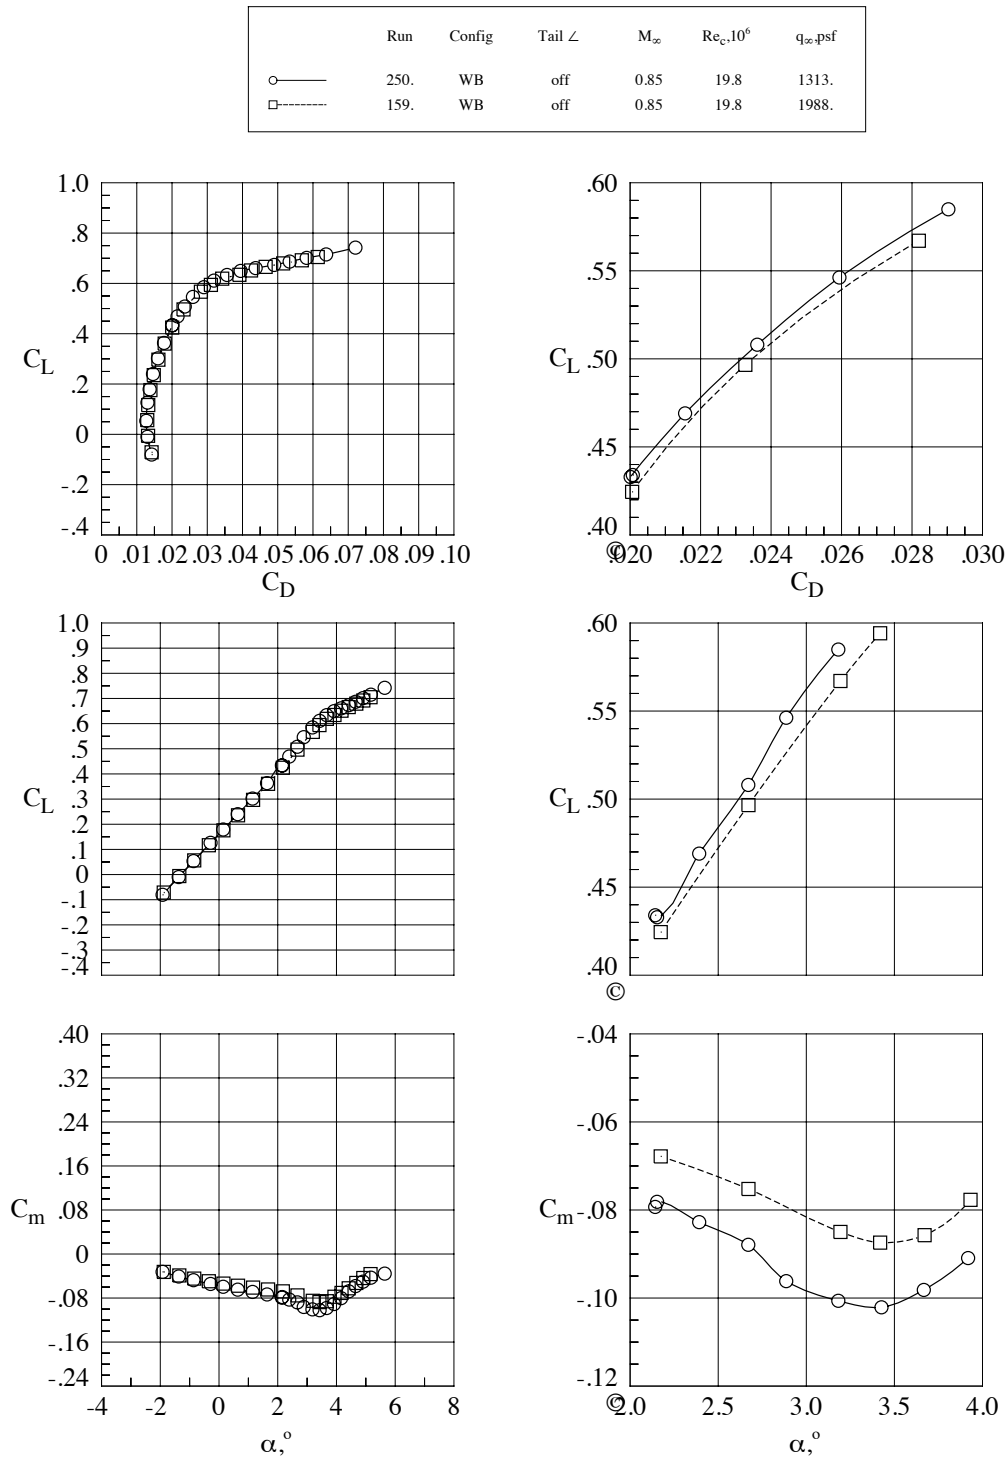 Run Config Tail ∠ M∞ Re_c,10⁶ q∞,psf
250. WB off 0.85 19.8 1313.
159. WB off 0.85 19.8 1988.
1.0
.8
.6
.4
.2
0
-.2
-.4
C_L
0 .01 .02 .03 .04 .05 .06 .07 .08 .09 .10
C_D
.60
.55
.50
.45
.40
C_L
© .020 .022 .024 .026 .028 .030
C_D
1.0
.9
.8
.7
.6
.5
.4
.3
.2
.1
0
-.1
-.2
-.3
-.4
C_L
.60
.55
.50
.45
.40
C_L
©
.40
.32
.24
.16
.08
0
-.08
-.16
-.24
C_m
-4 -2 0 2 4 6 8
α,°
-.04
-.06
-.08
-.10
-.12
C_m
© 2.0 2.5 3.0 3.5 4.0
α,°